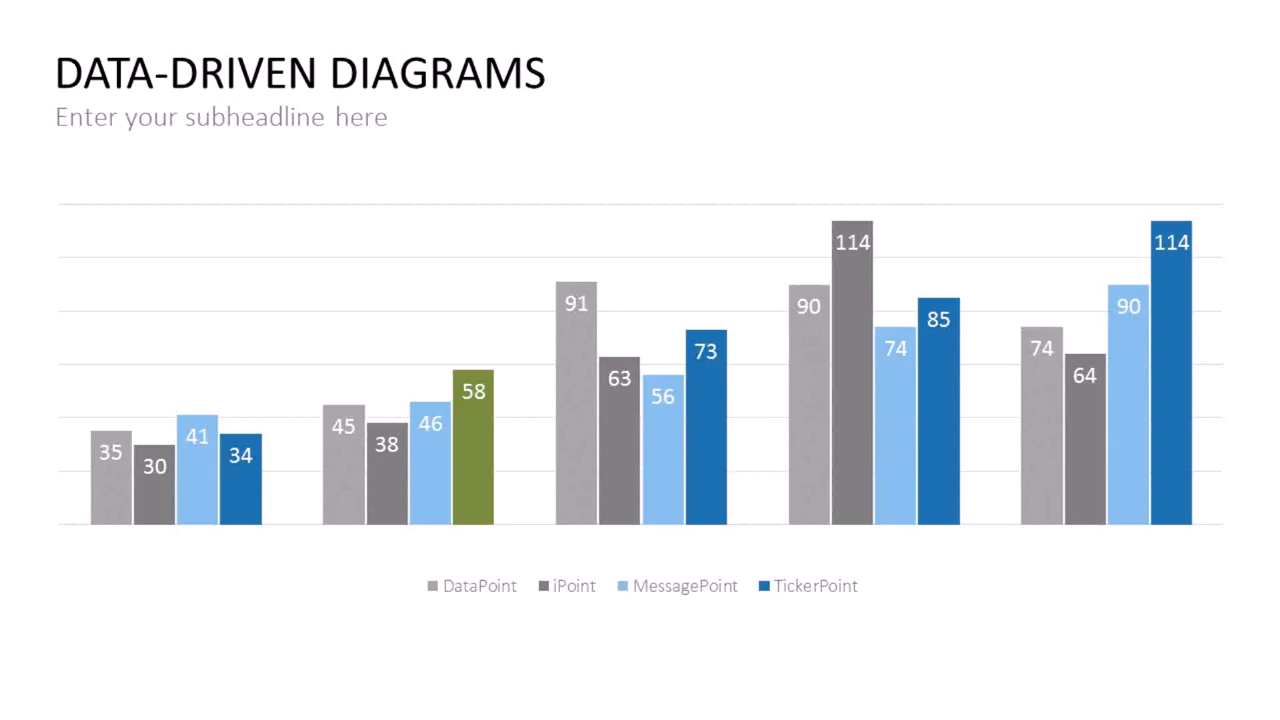 DATA-DRIVEN DIAGRAMS
Enter your subheadline here
35 30 41 34
45 38 46 58
91 63 56 73
90 114 74 85
74 64 90 114
DataPoint iPoint MessagePoint TickerPoint